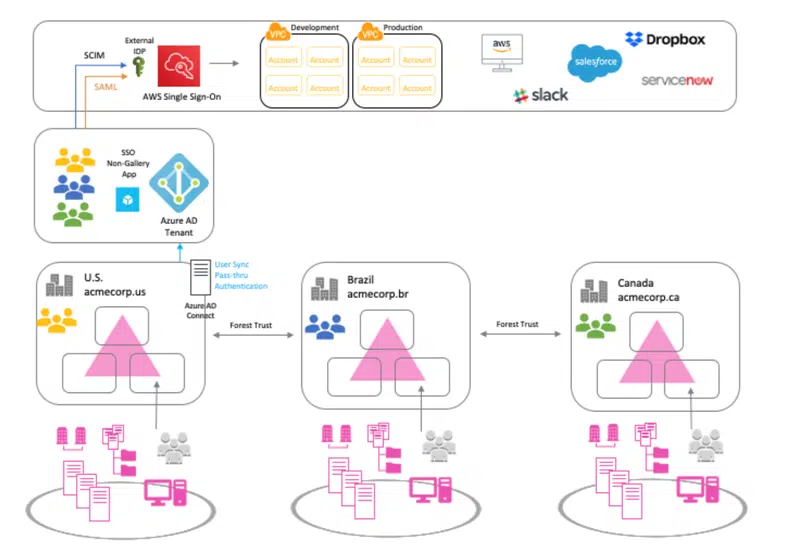 External
IDP
SCIM
SAML
AWS Single Sign-On
Development
VPC
Account
Account
Account
Account
Production
VPC
Account
Account
Account
Account
aws
salesforce
Dropbox
servicenow
slack
SSO
Non-Gallery
App
Azure AD
Tenant
User Sync
Pass-thru
Authentication
Azure AD
Connect
U.S.
acmecorp.us
Forest Trust
Brazil
acmecorp.br
Forest Trust
Canada
acmecorp.ca